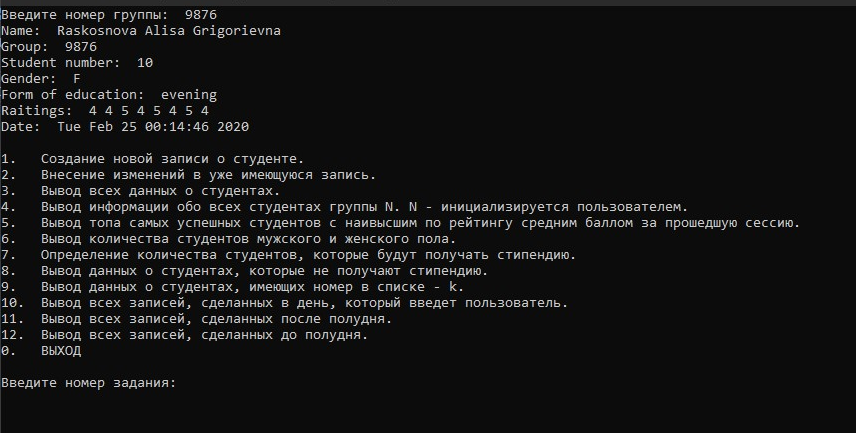 Введите номер группы:  9876
Name:  Raskosnova Alisa Grigorievna
Group:  9876
Student number:  10
Gender:  F
Form of education:  evening
Raitings:  4 4 5 4 5 4 5 4
Date:  Tue Feb 25 00:14:46 2020
1.   Создание новой записи о студенте.
2.   Внесение изменений в уже имеющуюся запись.
3.   Вывод всех данных о студентах.
4.   Вывод информации обо всех студентах группы N. N - инициализируется пользователем.
5.   Вывод топа самых успешных студентов с наивысшим по рейтингу средним баллом за прошедшую сессию.
6.   Вывод количества студентов мужского и женского пола.
7.   Определение количества студентов, которые будут получать стипендию.
8.   Вывод данных о студентах, которые не получают стипендию.
9.   Вывод данных о студентах, имеющих номер в списке - k.
10.  Вывод всех записей, сделанных в день, который введет пользователь.
11.  Вывод всех записей, сделанных после полудня.
12.  Вывод всех записей, сделанных до полудня.
0.   ВЫХОД
Введите номер задания: